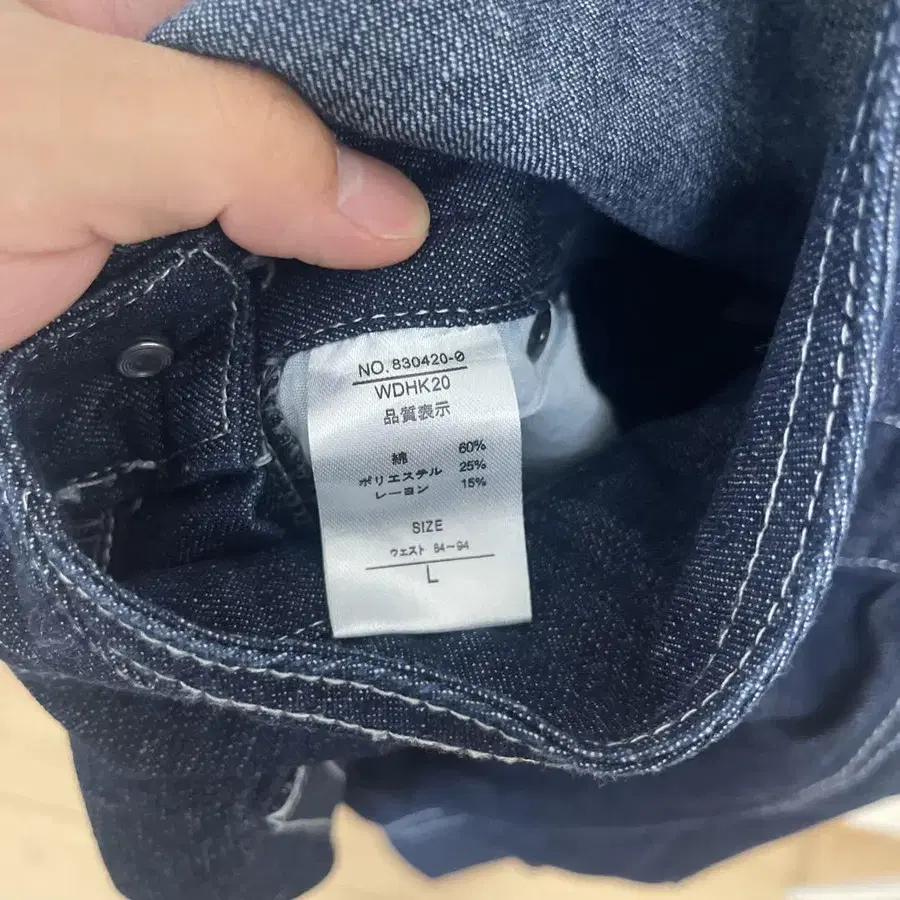 NO. 830420-0
WDHK20
品質表示
綿 60%
ポリエステル 25%
レーヨン 15%
SIZE
ウェスト 84~94
L